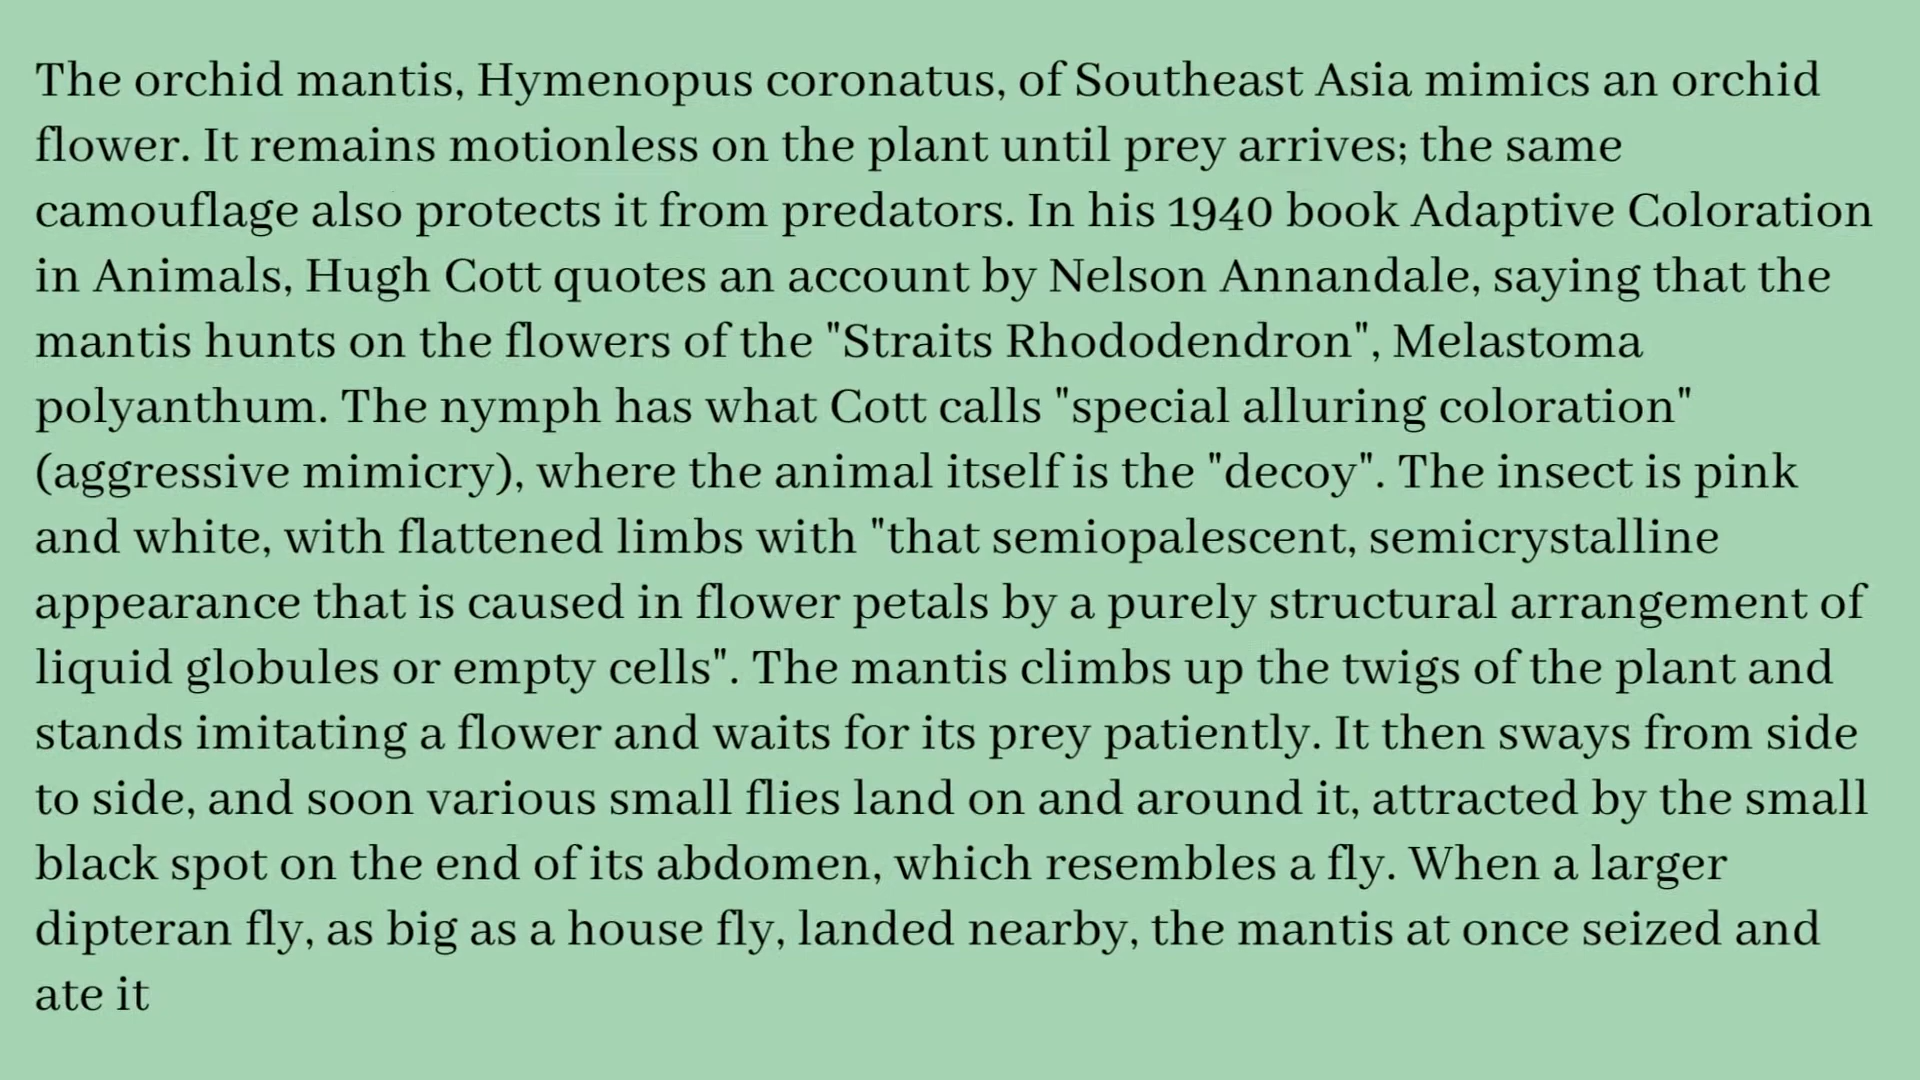 The orchid mantis, Hymenopus coronatus, of Southeast Asia mimics an orchid
flower. It remains motionless on the plant until prey arrives; the same
camouflage also protects it from predators. In his 1940 book Adaptive Coloration
in Animals, Hugh Cott quotes an account by Nelson Annandale, saying that the
mantis hunts on the flowers of the "Straits Rhododendron", Melastoma
polyanthum. The nymph has what Cott calls "special alluring coloration"
(aggressive mimicry), where the animal itself is the "decoy". The insect is pink
and white, with flattened limbs with "that semiopalescent, semicrystalline
appearance that is caused in flower petals by a purely structural arrangement of
liquid globules or empty cells". The mantis climbs up the twigs of the plant and
stands imitating a flower and waits for its prey patiently. It then sways from side
to side, and soon various small flies land on and around it, attracted by the small
black spot on the end of its abdomen, which resembles a fly. When a larger
dipteran fly, as big as a house fly, landed nearby, the mantis at once seized and
ate it